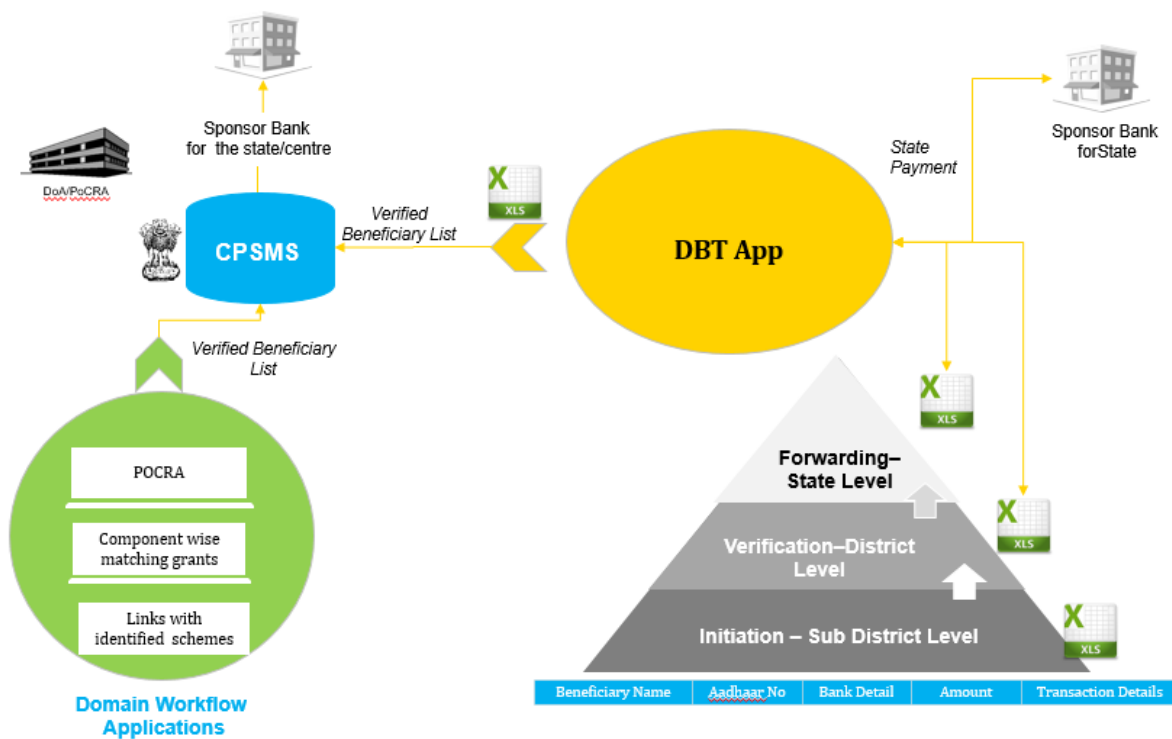 Sponsor Bank
for the state/centre
DoA/PoCRA
CPSMS
Verified
Beneficiary List
X
XLS
DBT App
State
Payment
Sponsor Bank
forState
Verified Beneficiary
List
POCRA
Component wise
matching grants
Links with
identified schemes
Domain Workflow
Applications
X
XLS
Forwarding–
State Level
X
XLS
Verification–District
Level
X
XLS
Initiation – Sub District Level
Beneficiary Name Aadhaar No Bank Detail Amount Transaction Details